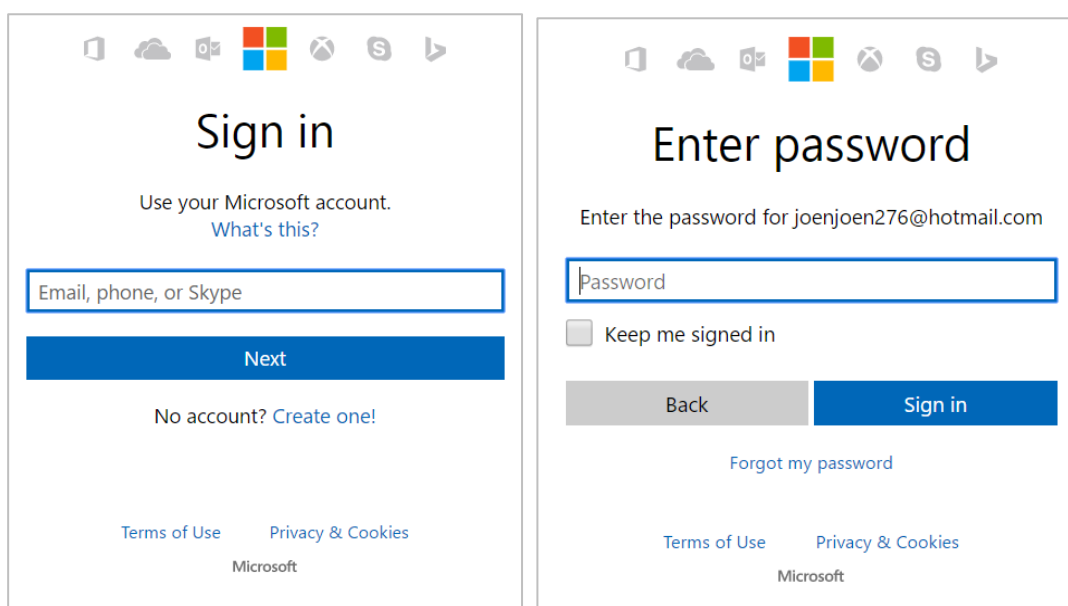 Sign in
Use your Microsoft account.
What's this?
Email, phone, or Skype
Next
No account? Create one!
Terms of Use Privacy & Cookies
Microsoft
Enter password
Enter the password for joenjoen276@hotmail.com
Password
Keep me signed in
Back Sign in
Forgot my password
Terms of Use Privacy & Cookies
Microsoft